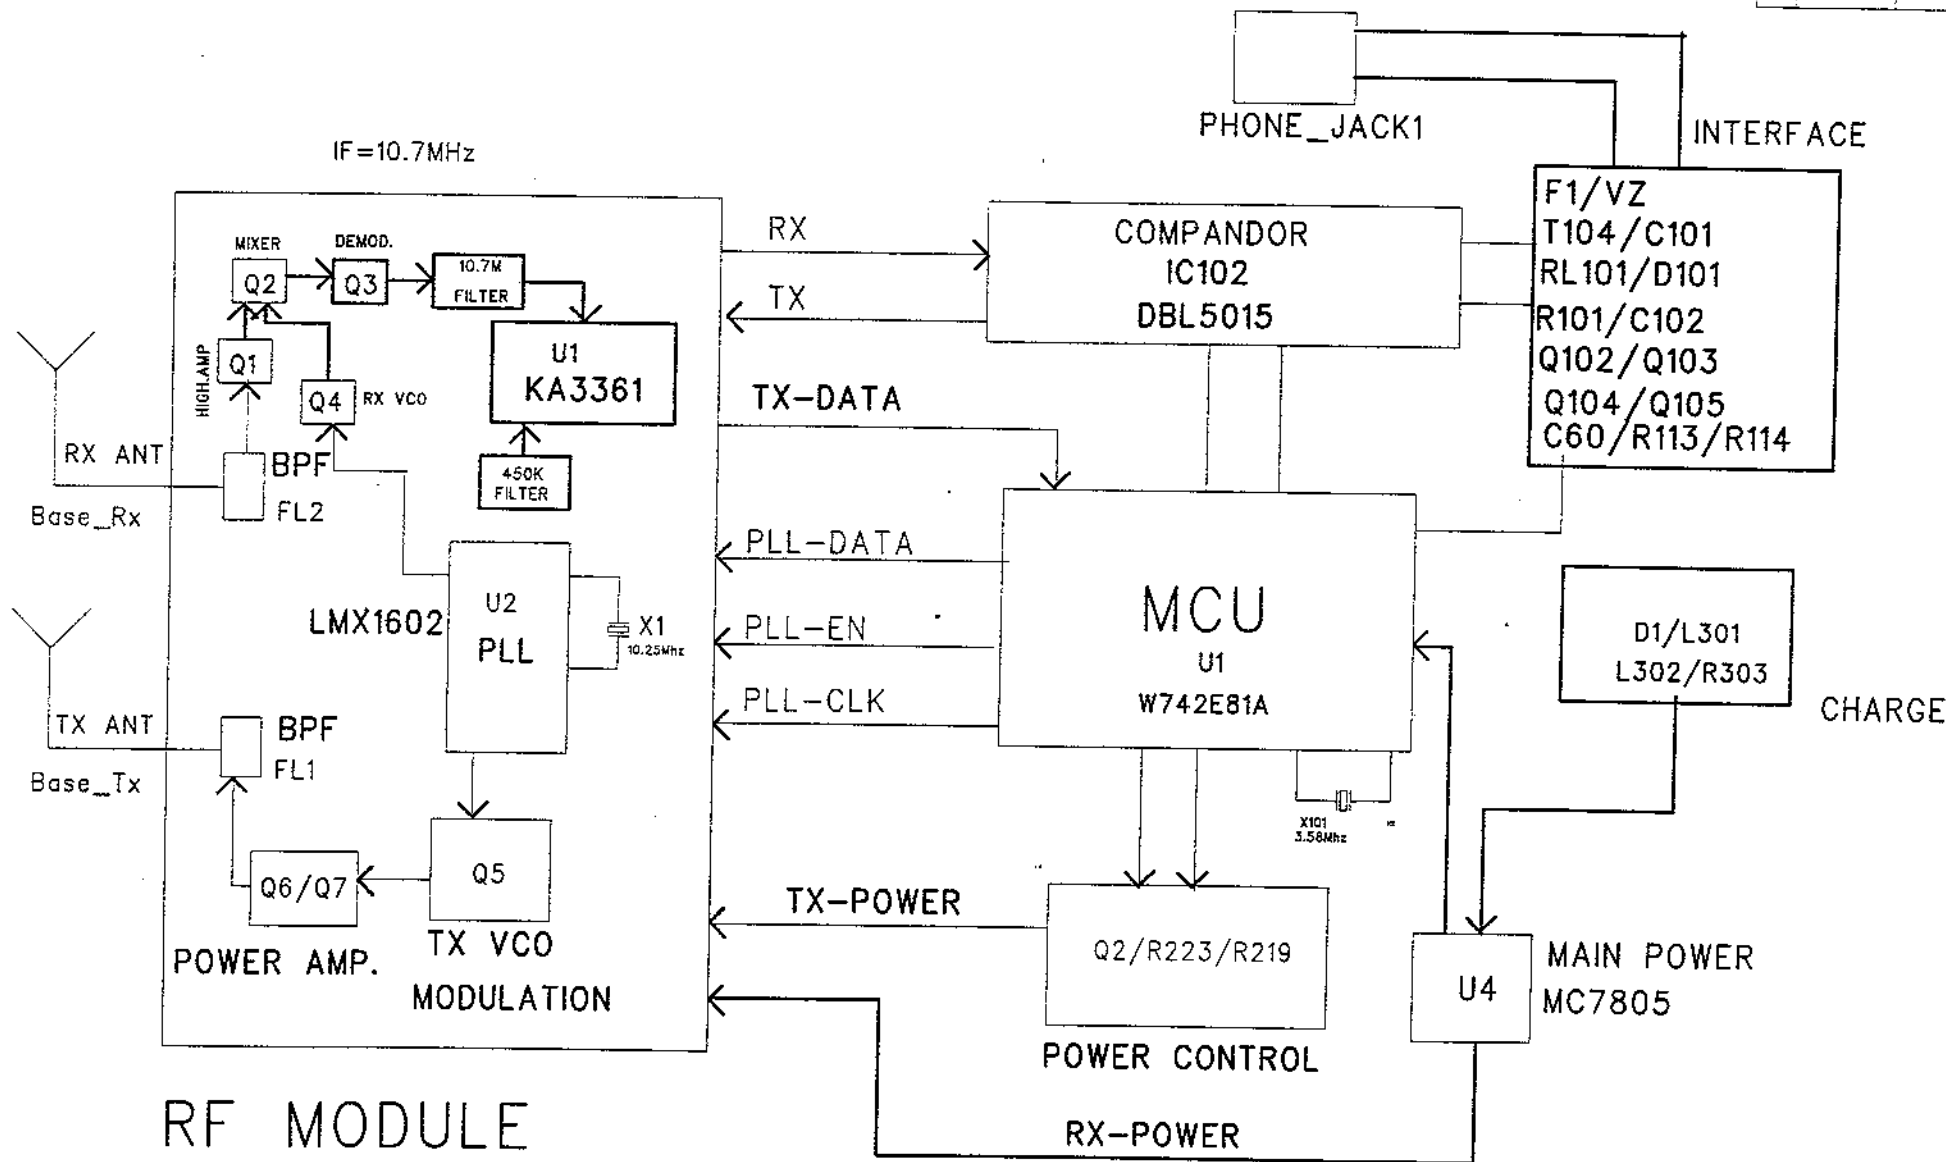 PHONE_JACK1
INTERFACE
IF=10.7MHz
F1/VZ
T104/C101
RL101/D101
R101/C102
Q102/Q103
Q104/Q105
C60/R113/R114
RX
TX
COMPANDOR
IC102
DBL5015
MIXER
DEMOD.
Q2
Q3
10.7M
FILTER
HIGH.AMP
Q1
Q4
RX VCO
U1
KA3361
450K
FILTER
TX-DATA
RX ANT
Base_Rx
BPF
FL2
PLL-DATA
PLL-EN
PLL-CLK
MCU
U1
W742E81A
LMX1602
U2
PLL
X1
10.25Mhz
D1/L301
L302/R303
CHARGE
TX ANT
Base_Tx
BPF
FL1
X101
3.58Mhz
Q6/Q7
POWER AMP.
Q5
TX VCO
MODULATION
TX-POWER
Q2/R223/R219
POWER CONTROL
U4
MAIN POWER
MC7805
RF MODULE
RX-POWER